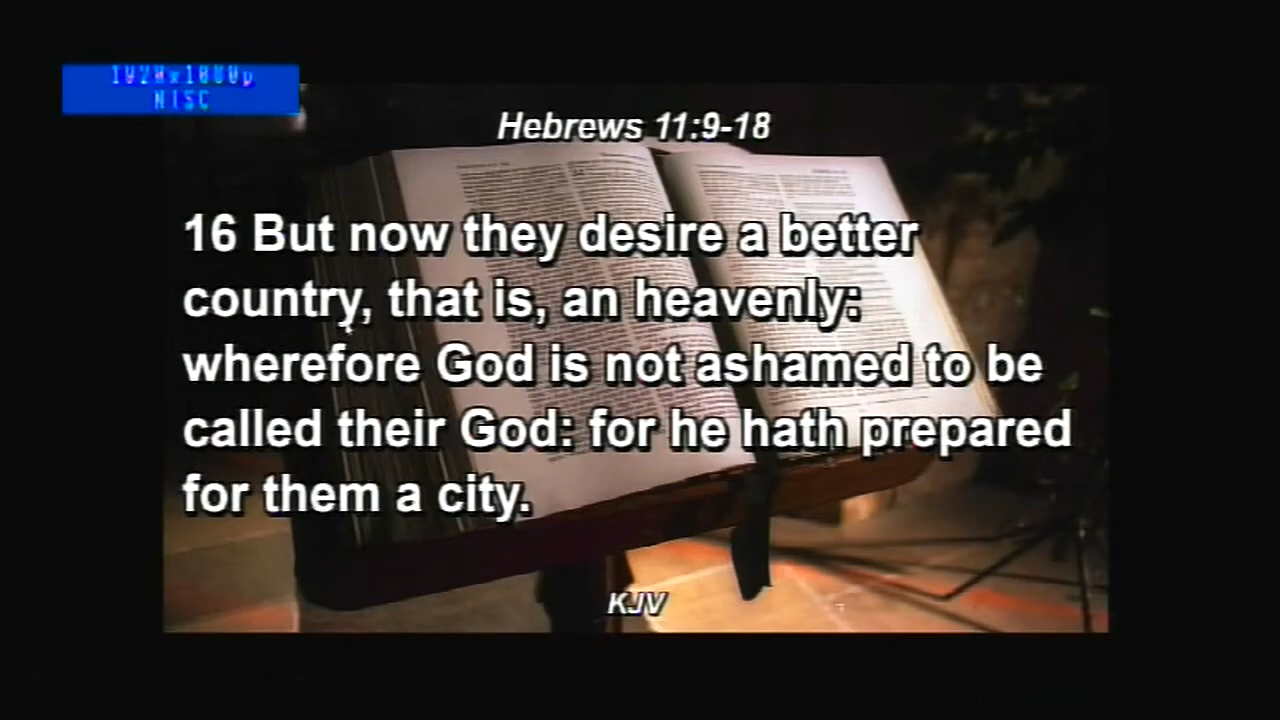 1920x1080p
NTSC
Hebrews 11:9-18
16 But now they desire a better
country, that is, an heavenly:
wherefore God is not ashamed to be
called their God: for he hath prepared
for them a city.
KJV